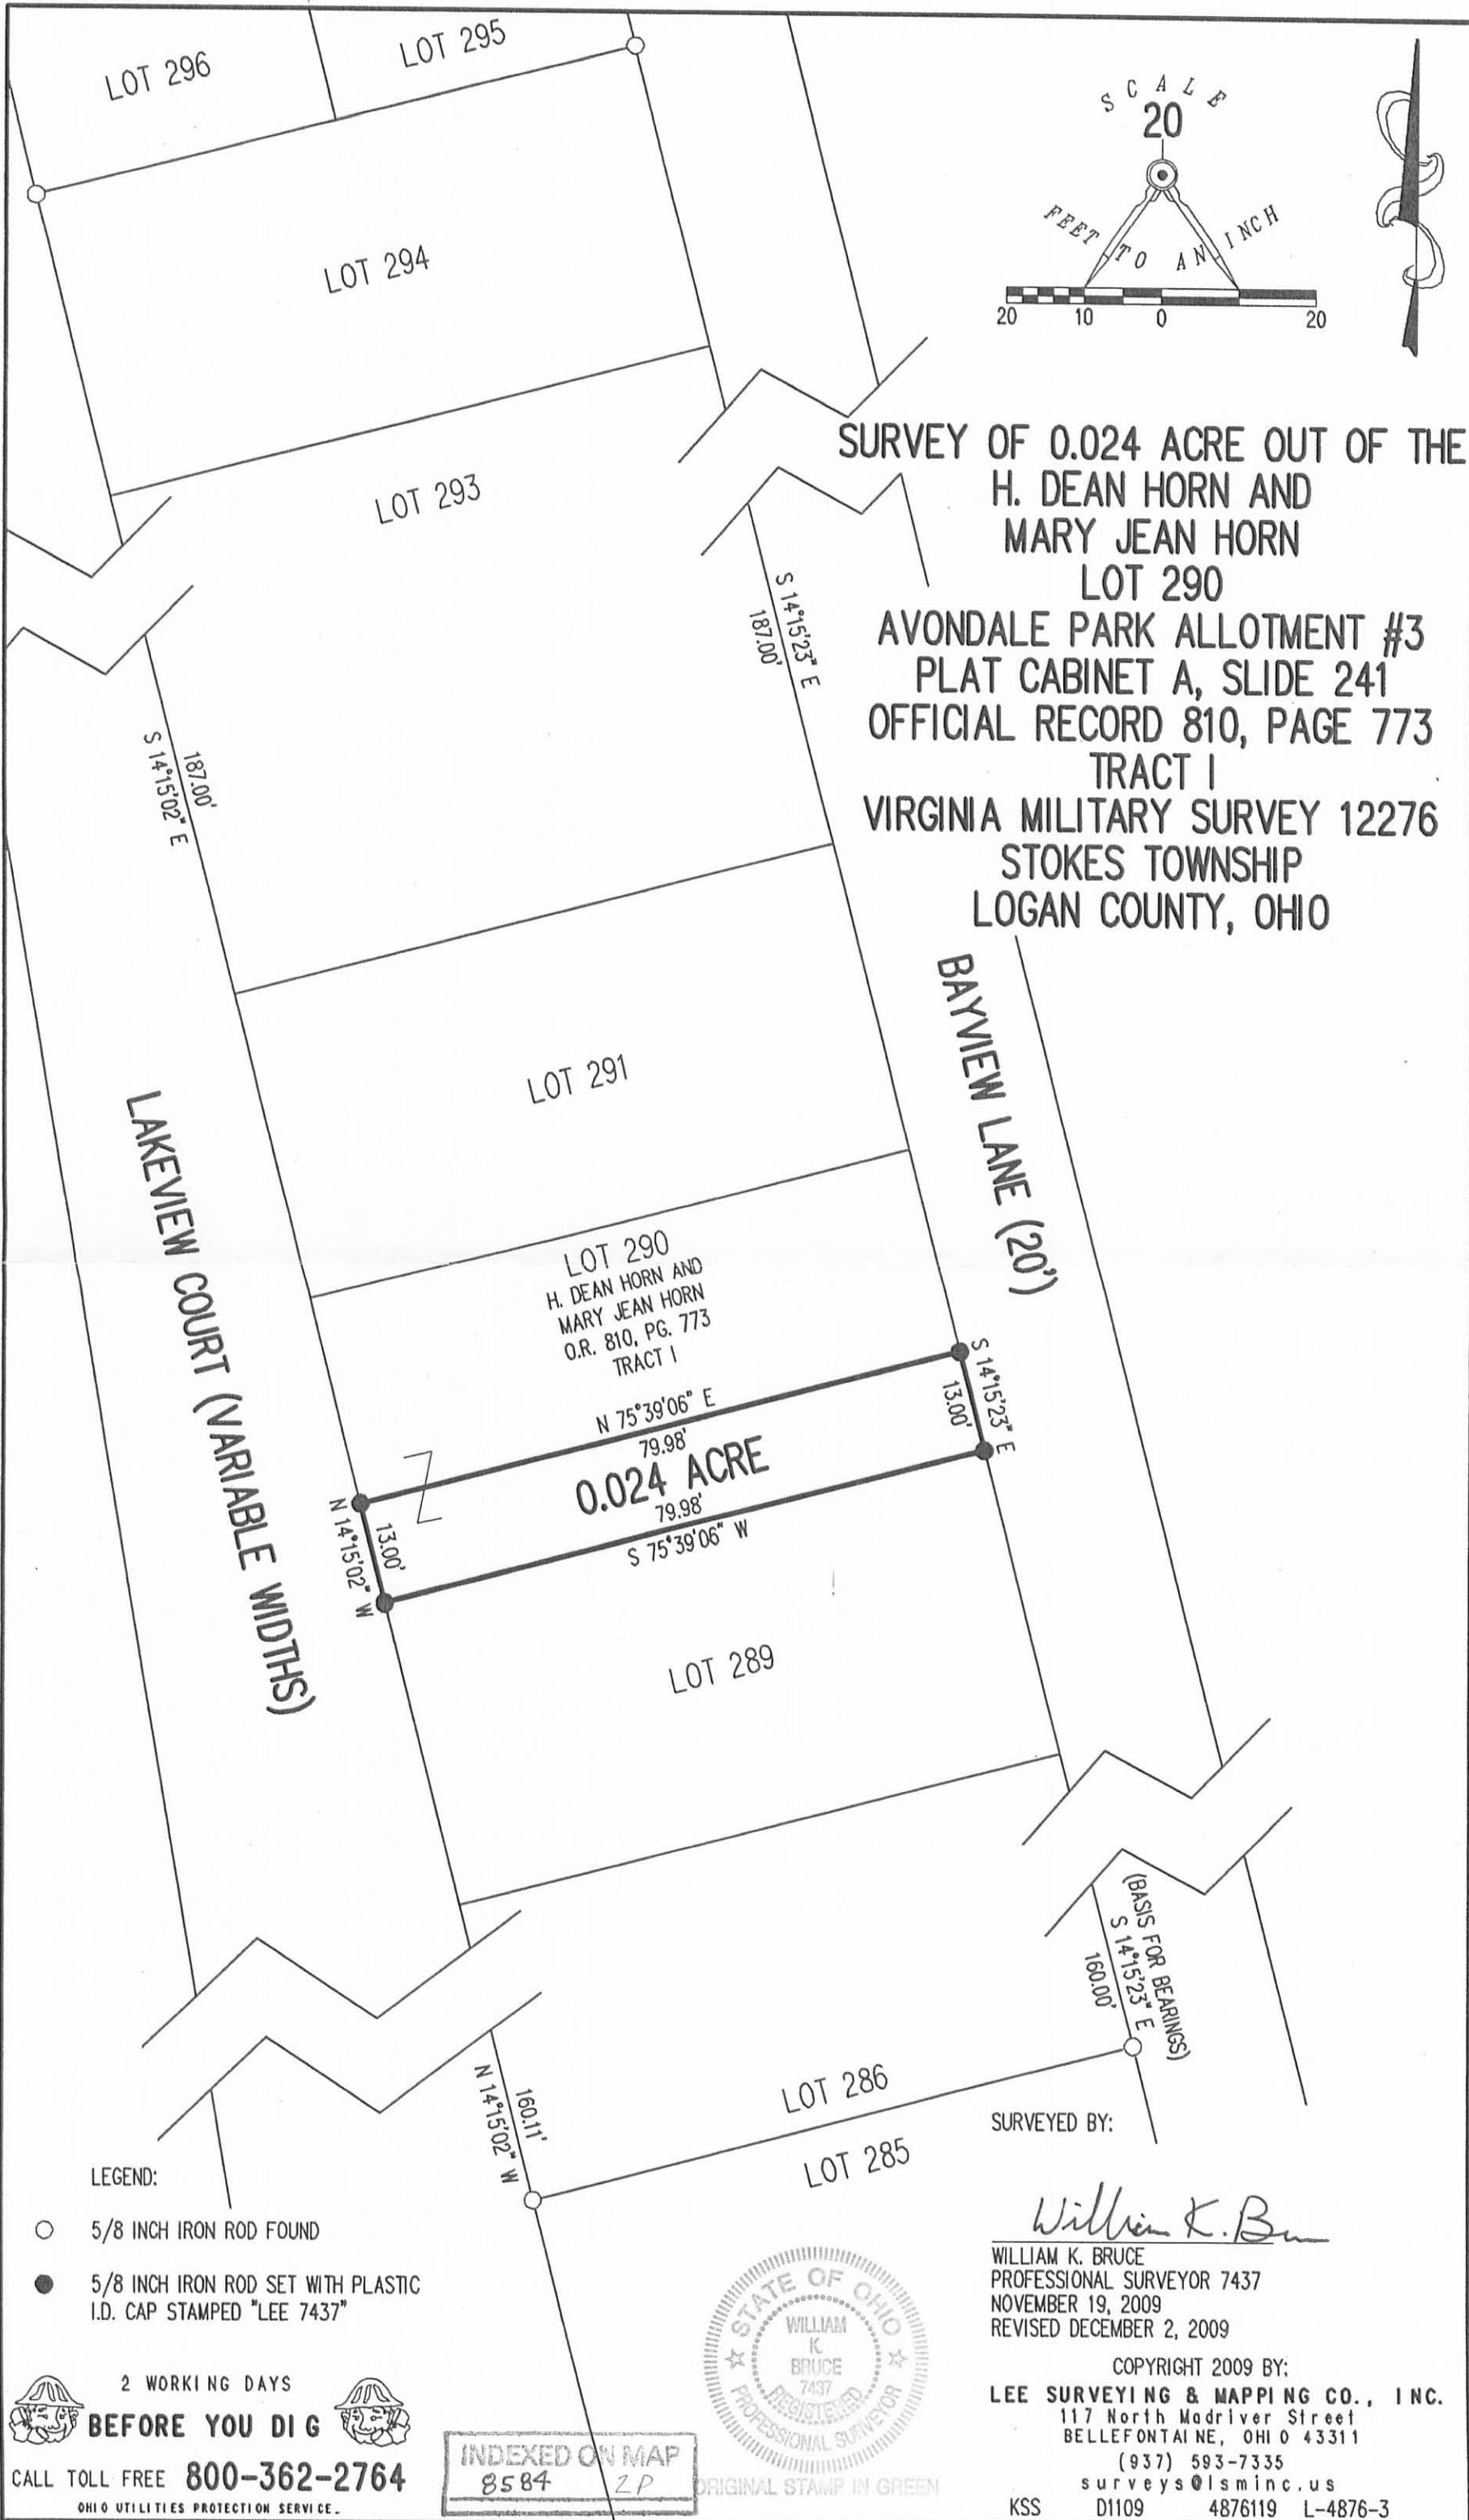 LOT 296
LOT 295
LOT 294
LOT 293
SCALE
20
FEET TO AN INCH
20 10 0 20
SURVEY OF 0.024 ACRE OUT OF THE
H. DEAN HORN AND
MARY JEAN HORN
LOT 290
AVONDALE PARK ALLOTMENT #3
PLAT CABINET A, SLIDE 241
OFFICIAL RECORD 810, PAGE 773
TRACT I
VIRGINIA MILITARY SURVEY 12276
STOKES TOWNSHIP
LOGAN COUNTY, OHIO
S 14°15'23" E
187.00'
187.00'
S 14°15'02" E
LOT 291
BAYVIEW LANE (20')
LAKEVIEW COURT (VARIABLE WIDTHS)
LOT 290
H. DEAN HORN AND
MARY JEAN HORN
O.R. 810, PG. 773
TRACT I
N 75°39'06" E
79.98'
0.024 ACRE
79.98'
S 75°39'06" W
S 14°15'23" E
13.00'
13.00'
N 14°15'02" W
LOT 289
(BASIS FOR BEARINGS)
S 14°15'23" E
160.00'
160.11'
N 14°15'02" W
LOT 286
LOT 285
LEGEND:
5/8 INCH IRON ROD FOUND
5/8 INCH IRON ROD SET WITH PLASTIC
I.D. CAP STAMPED "LEE 7437"
2 WORKING DAYS
BEFORE YOU DIG
CALL TOLL FREE 800-362-2764
OHIO UTILITIES PROTECTION SERVICE.
INDEXED ON MAP
8584 2P
STATE OF OHIO
WILLIAM
K.
BRUCE
7437
REGISTERED
PROFESSIONAL SURVEYOR
ORIGINAL STAMP IN GREEN
SURVEYED BY:
William K. Bruce
WILLIAM K. BRUCE
PROFESSIONAL SURVEYOR 7437
NOVEMBER 19, 2009
REVISED DECEMBER 2, 2009
COPYRIGHT 2009 BY:
LEE SURVEYING & MAPPING CO., INC.
117 North Madriver Street
BELLEFONTAINE, OHIO 43311
(937) 593-7335
surveys@lsminc.us
KSS D1109 4876119 L-4876-3